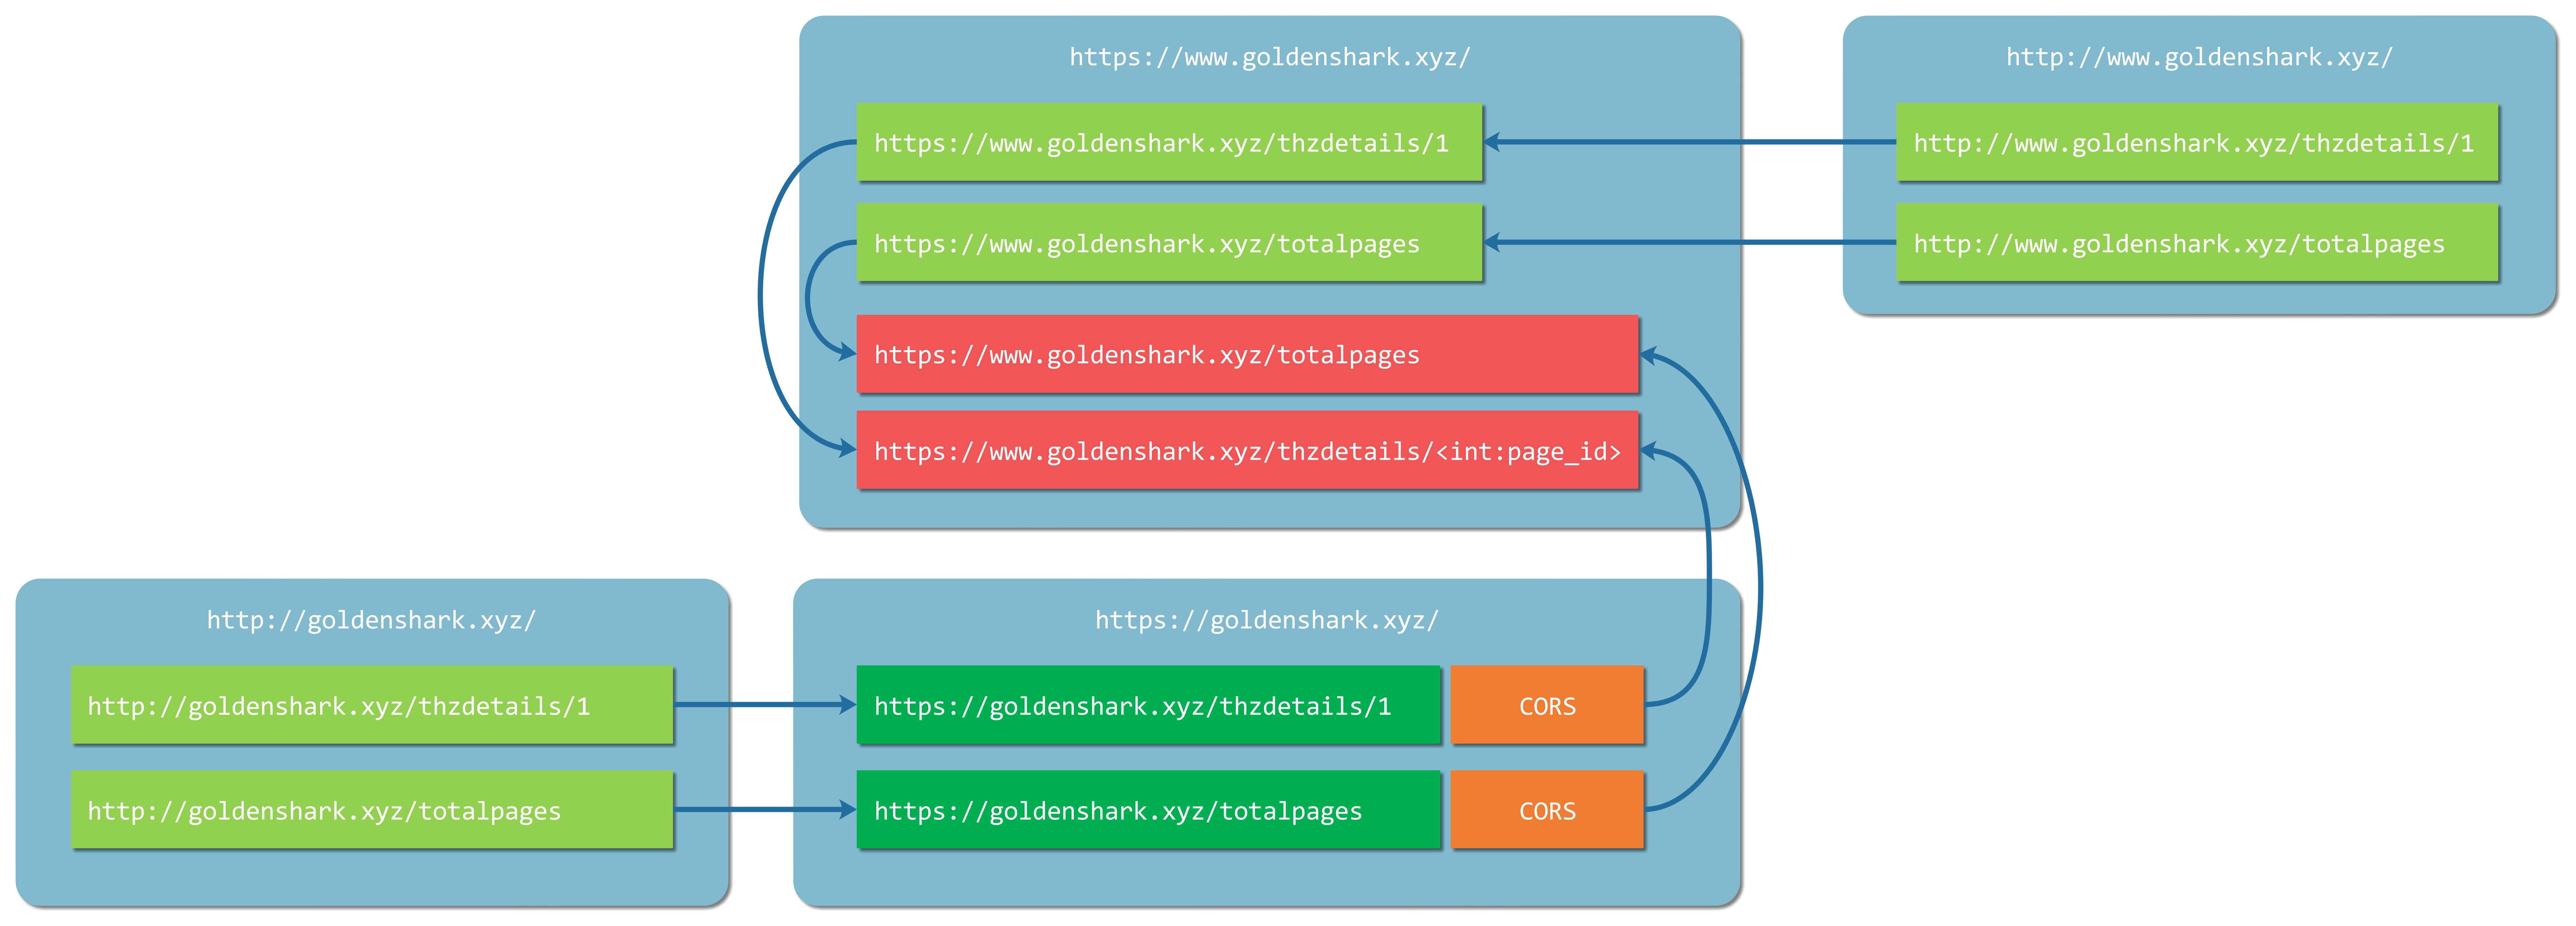 https://www.goldenshark.xyz/
https://www.goldenshark.xyz/thzdetails/1
https://www.goldenshark.xyz/totalpages
https://www.goldenshark.xyz/totalpages
https://www.goldenshark.xyz/thzdetails/<int:page_id>
http://www.goldenshark.xyz/
http://www.goldenshark.xyz/thzdetails/1
http://www.goldenshark.xyz/totalpages
http://goldenshark.xyz/
http://goldenshark.xyz/thzdetails/1
http://goldenshark.xyz/totalpages
https://goldenshark.xyz/
https://goldenshark.xyz/thzdetails/1
CORS
https://goldenshark.xyz/totalpages
CORS